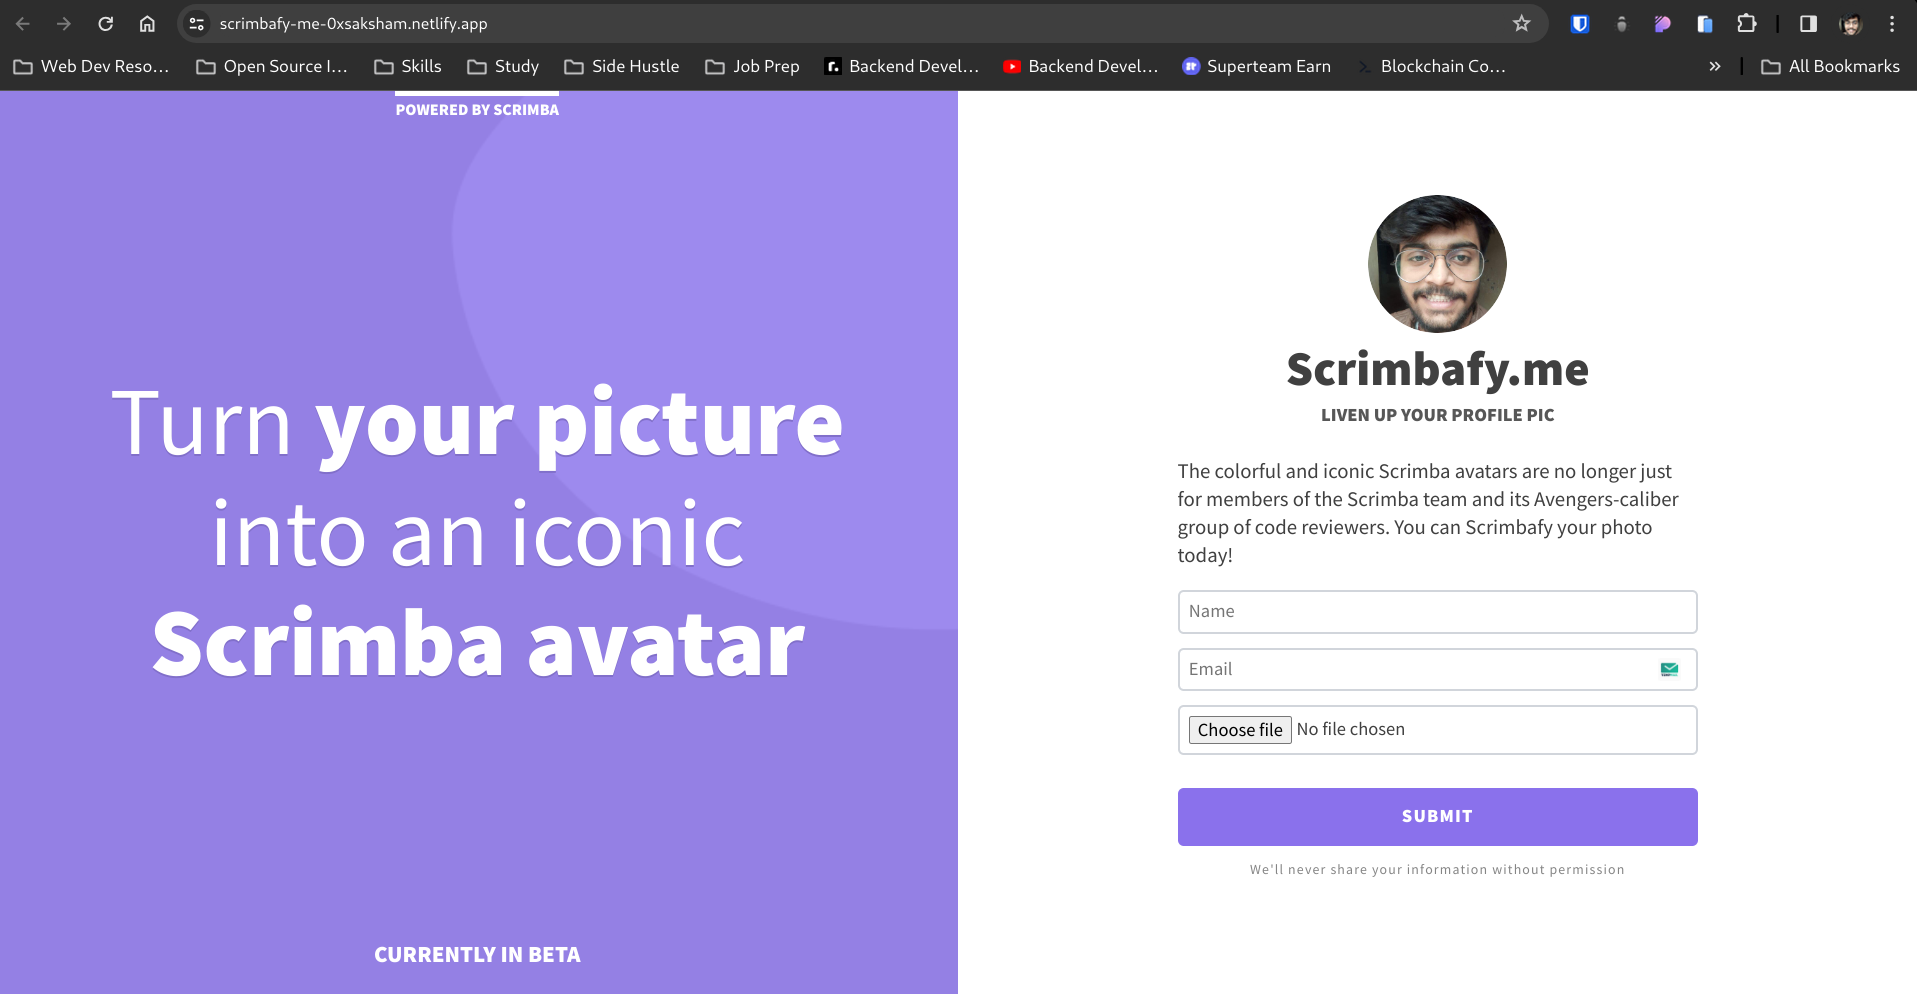 scrimbafy-me-0xsaksham.netlify.app
Web Dev Reso... Open Source I... Skills Study Side Hustle Job Prep Backend Devel... Backend Devel... Superteam Earn Blockchain Co... » All Bookmarks
POWERED BY SCRIMBA
Turn your picture
into an iconic
Scrimba avatar
CURRENTLY IN BETA
Scrimbafy.me
LIVEN UP YOUR PROFILE PIC
The colorful and iconic Scrimba avatars are no longer just
for members of the Scrimba team and its Avengers-caliber
group of code reviewers. You can Scrimbafy your photo
today!
Name
Email
Choose file No file chosen
SUBMIT
We'll never share your information without permission